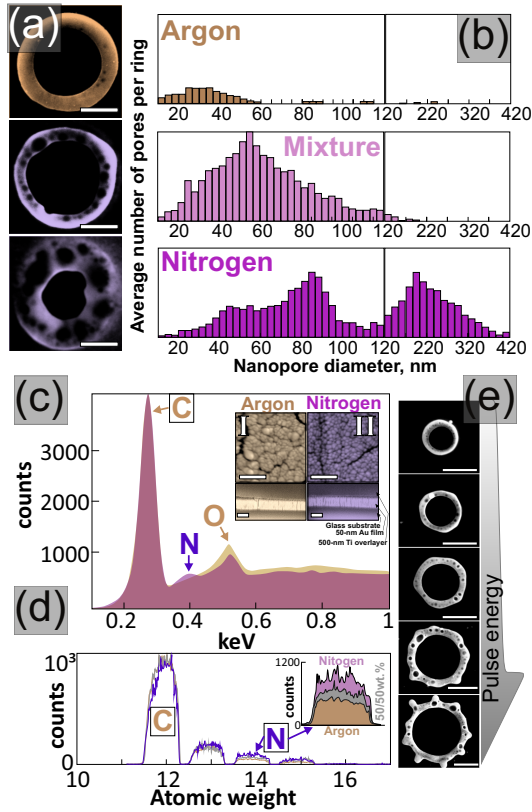 (a)
Average number of pores per ring
(b)
Argon
20 40 60 80 100 120 220 320 420
Mixture
20 40 60 80 100 120 220 320 420
Nitrogen
20 40 60 80 100 120 220 320 420
Nanopore diameter, nm
(c)
counts
3000
2000
1000
C
N
O
Argon
Nitrogen
I
II
Glass substrate
50-nm Au film
500-nm Ti overlayer
0.2 0.4 0.6 0.8 1
keV
(d)
counts
10³
0
C
N
1200
counts
0
Nitogen
Argon
50/50wt.%
10 11 12 13 14 15 16
Atomic weight
(e)
Pulse energy